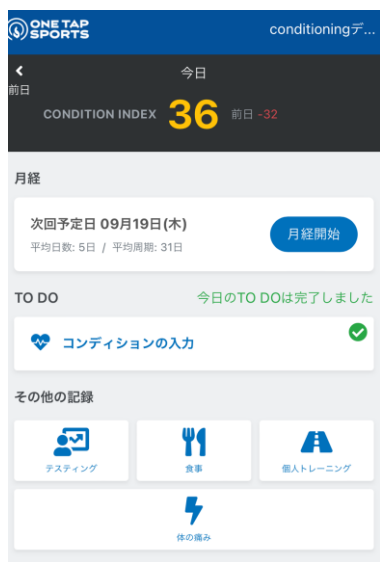 ONE TAP
SPORTS
conditioningデ...
今日
前日
CONDITION INDEX 36 前日 -32
月経
次回予定日 09月19日(木)
平均日数: 5日 / 平均周期: 31日
月経開始
TO DO
今日のTO DOは完了しました
コンディションの入力
その他の記録
テスティング
食事
個人トレーニング
体の痛み